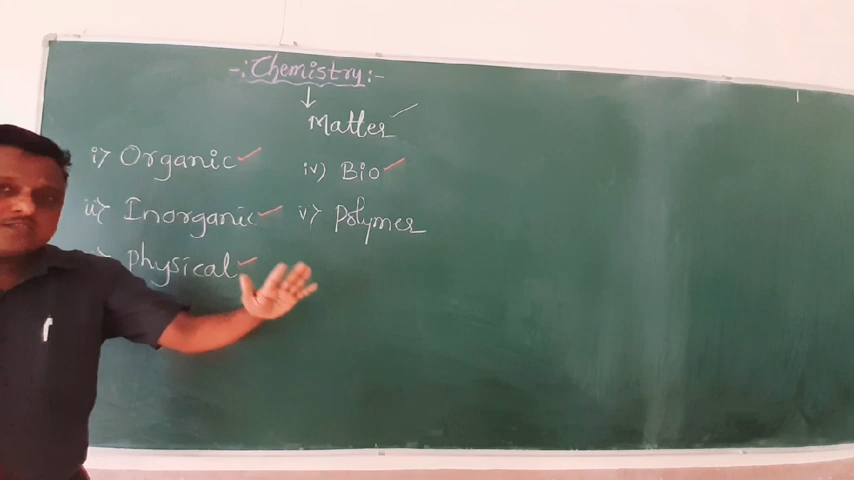 -:Chemistry:-
Matter
i> Organic
ii> Inorganic
> Physical
iv) Bio
v> Polymer